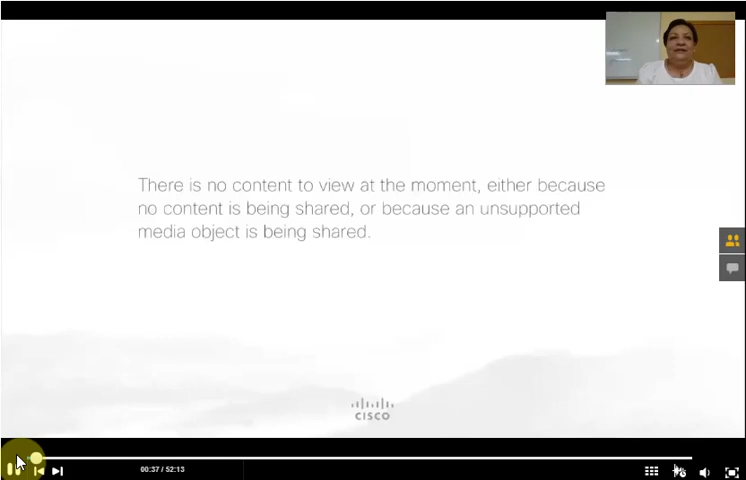 There is no content to view at the moment, either because
no content is being shared, or because an unsupported
media object is being shared.
CISCO
00:37 / 52:13